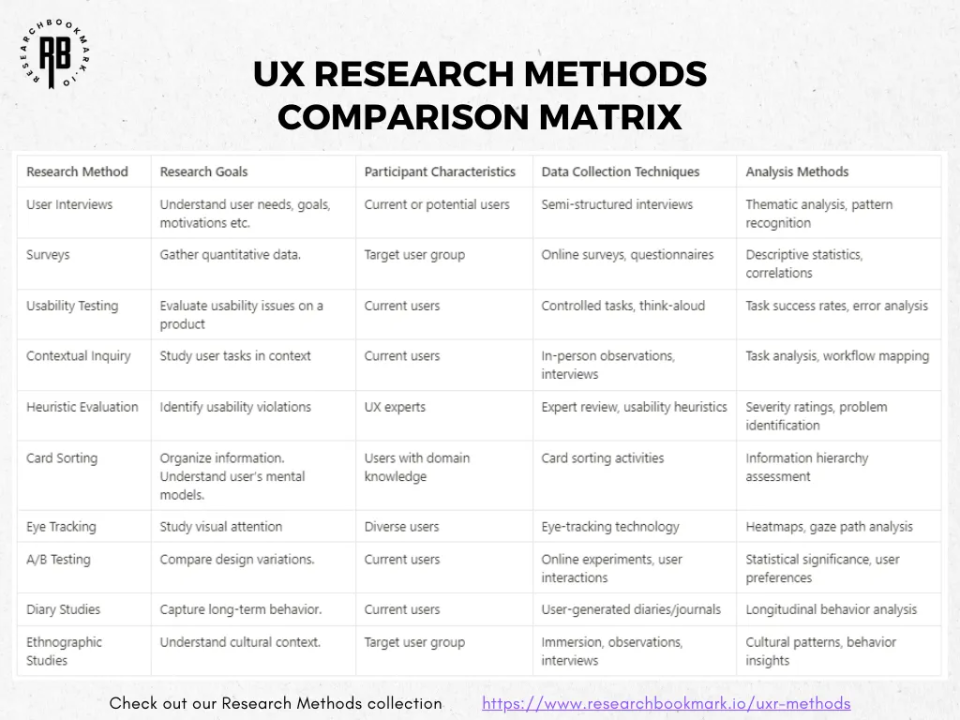 RESEARCHBOOKMARK.IO
RB
UX RESEARCH METHODS
COMPARISON MATRIX
Research Method Research Goals Participant Characteristics Data Collection Techniques Analysis Methods
User Interviews Understand user needs, goals, Current or potential users Semi-structured interviews Thematic analysis, pattern
motivations etc. recognition
Surveys Gather quantitative data. Target user group Online surveys, questionnaires Descriptive statistics,
correlations
Usability Testing Evaluate usability issues on a Current users Controlled tasks, think-aloud Task success rates, error analysis
product
Contextual Inquiry Study user tasks in context Current users In-person observations, Task analysis, workflow mapping
interviews
Heuristic Evaluation Identify usability violations UX experts Expert review, usability heuristics Severity ratings, problem
identification
Card Sorting Organize information. Users with domain Card sorting activities Information hierarchy
Understand user's mental knowledge assessment
models.
Eye Tracking Study visual attention Diverse users Eye-tracking technology Heatmaps, gaze path analysis
A/B Testing Compare design variations. Current users Online experiments, user Statistical significance, user
interactions preferences
Diary Studies Capture long-term behavior. Current users User-generated diaries/journals Longitudinal behavior analysis
Ethnographic Understand cultural context. Target user group Immersion, observations, Cultural patterns, behavior
Studies interviews insights
Check out our Research Methods collection https://www.researchbookmark.io/uxr-methods